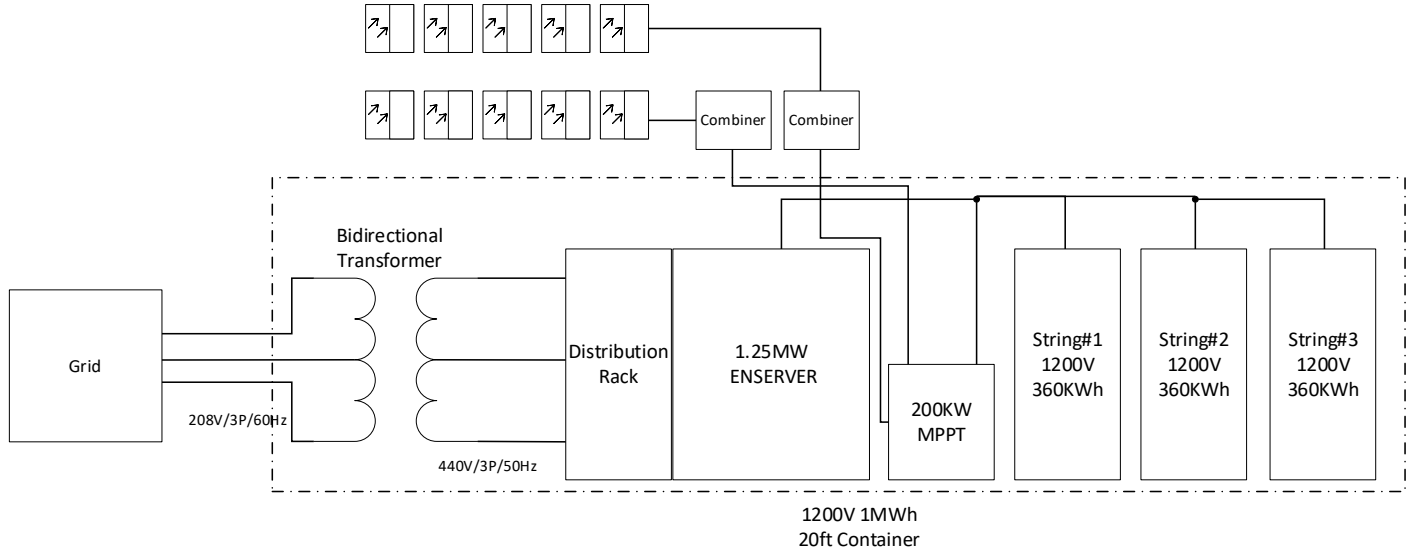 Combiner
Combiner
Bidirectional
Transformer
Grid
208V/3P/60Hz
440V/3P/50Hz
Distribution
Rack
1.25MW
ENSERVER
200KW
MPPT
String#1
1200V
360KWh
String#2
1200V
360KWh
String#3
1200V
360KWh
1200V 1MWh
20ft Container